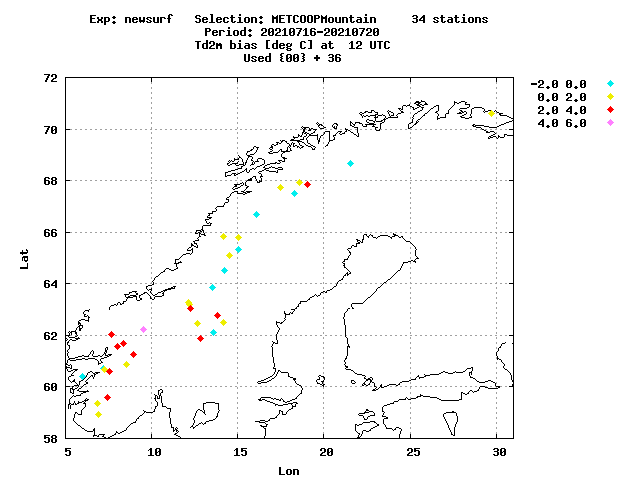 Exp: newsurf   Selection: METCOOPMountain     34 stations
Period: 20210716-20210720
Td2m bias [deg C] at  12 UTC
Used {00} + 36
-2.0 0.0
0.0 2.0
2.0 4.0
4.0 6.0
72
70
68
66
64
62
60
58
Lat
5 10 15 20 25 30
Lon